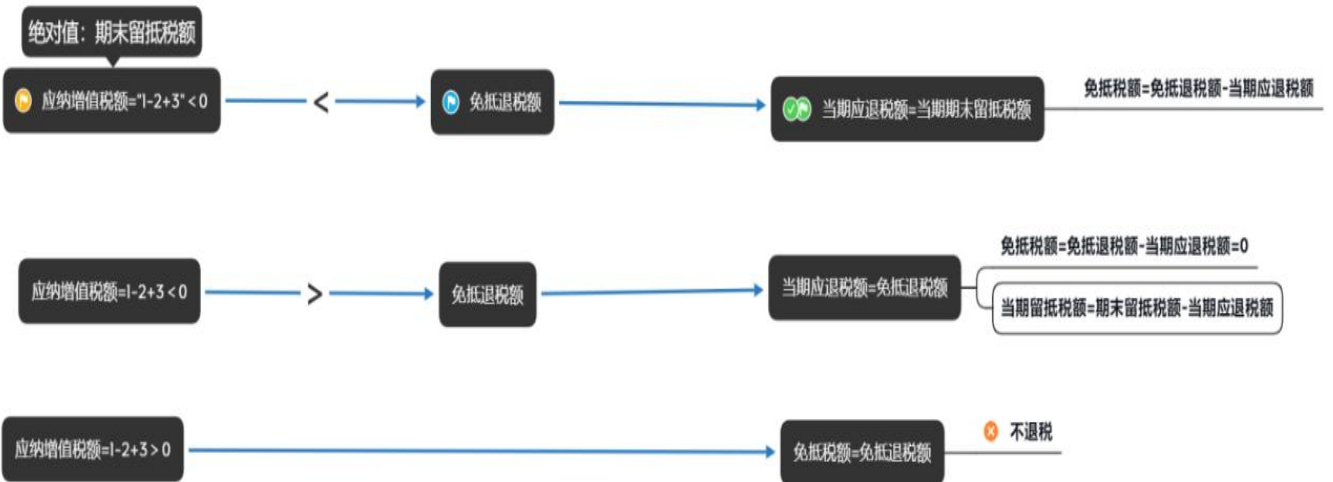 绝对值：期末留抵税额
应纳增值税额="1-2+3"<0
<
免抵退税额
当期应退税额=当期期末留抵税额
免抵税额=免抵退税额-当期应退税额
应纳增值税额=1-2+3<0
>
免抵退税额
当期应退税额=免抵退税额
免抵税额=免抵退税额-当期应退税额=0
当期留抵税额=期末留抵税额-当期应退税额
应纳增值税额=1-2+3>0
免抵税额=免抵退税额
不退税